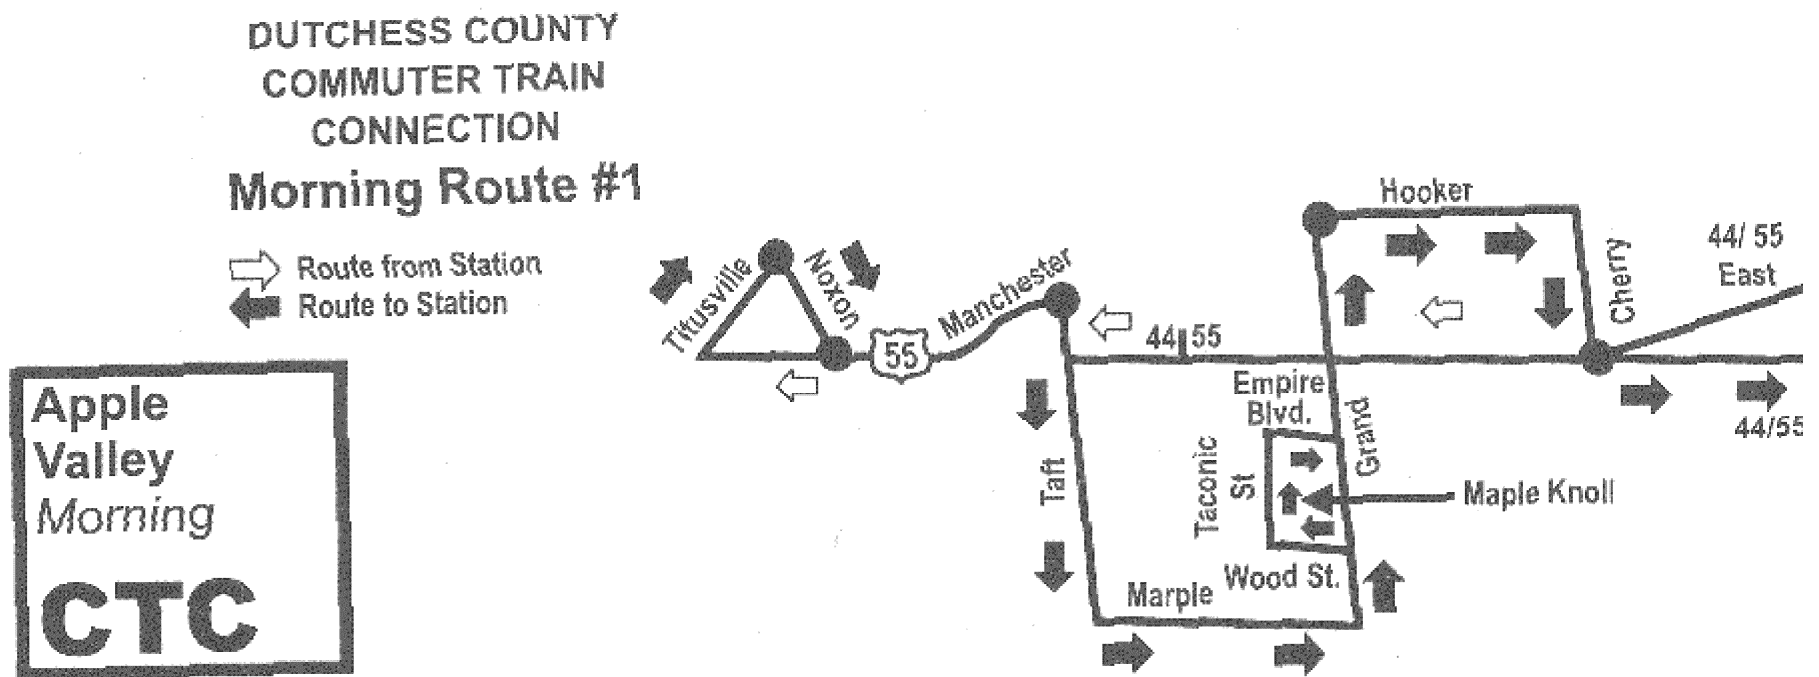 DUTCHESS COUNTY
COMMUTER TRAIN
CONNECTION
Morning Route #1
Route from Station
Route to Station
Apple
Valley
Morning
CTC
Titusville
Noxon
55
Manchester
44 55
Hooker
Cherry
44/ 55
East
44/55
Empire
Blvd.
Grand
Taconic
St
Maple Knoll
Taft
Wood St.
Marple